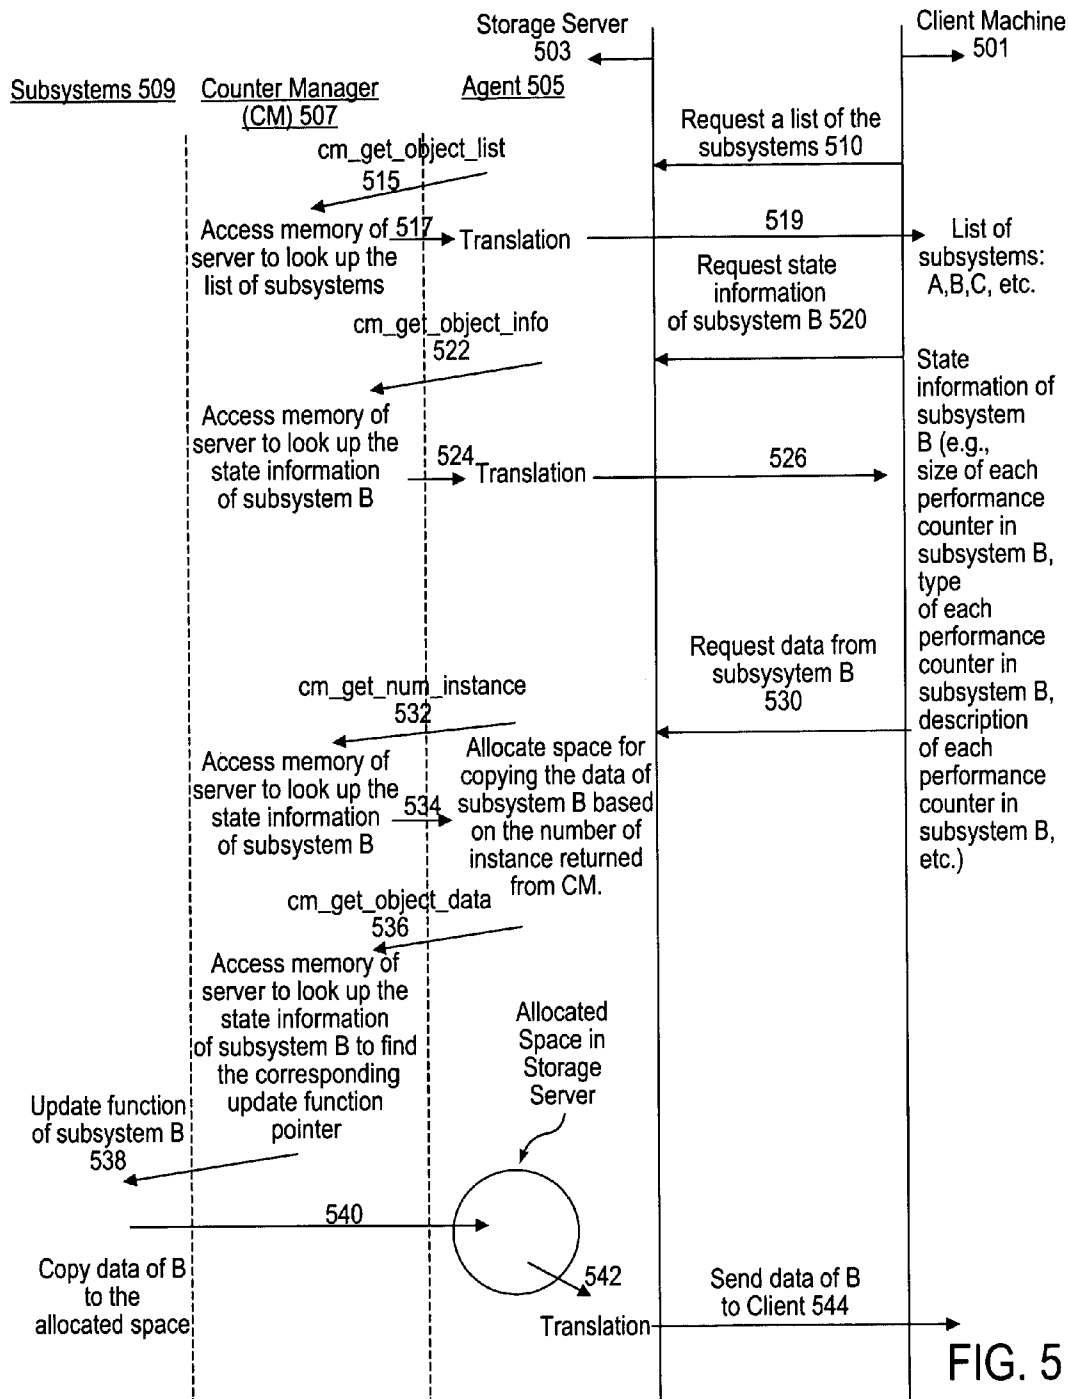 Storage Server
503
Client Machine
501
Subsystems 509
Counter Manager
(CM) 507
Agent 505
Request a list of the
subsystems 510
cm_get_object_list
515
Access memory of
server to look up the
list of subsystems
517
Translation
519
List of
subsystems:
A,B,C, etc.
Request state
information
of subsystem B 520
cm_get_object_info
522
Access memory of
server to look up the
state information
of subsystem B
524
Translation
526
State
information of
subsystem
B (e.g.,
size of each
performance
counter in
subsystem B,
type
of each
performance
counter in
subsystem B,
description
of each
performance
counter in
subsystem B,
etc.)
Request data from
subsysytem B
530
cm_get_num_instance
532
Access memory of
server to look up the
state information
of subsystem B
534
Allocate space for
copying the data of
subsystem B based
on the number of
instance returned
from CM.
cm_get_object_data
536
Access memory of
server to look up the
state information
of subsystem B to find
the corresponding
update function
pointer
Allocated
Space in
Storage
Server
Update function
of subsystem B
538
540
Copy data of B
to the
allocated space
542
Translation
Send data of B
to Client 544
FIG. 5